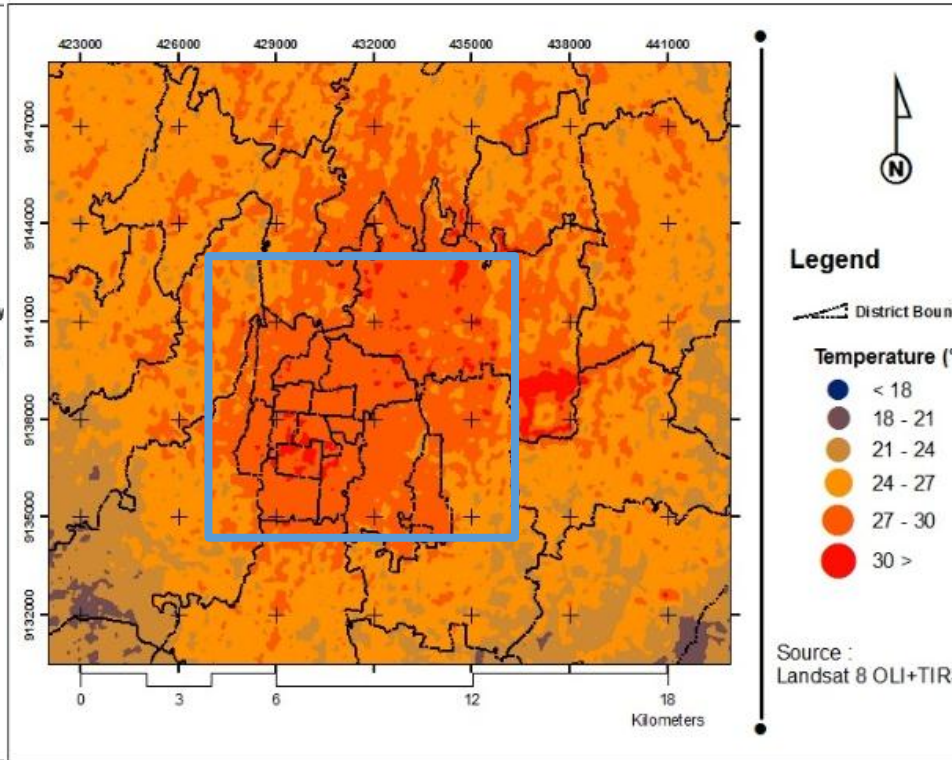 423000 426000 429000 432000 435000 438000 441000
9147000
9144000
9141000
9138000
9135000
9132000
0 3 6 12 18
Kilometers
N
Legend
District Boun
Temperature (°
< 18
18 - 21
21 - 24
24 - 27
27 - 30
30 >
Source :
Landsat 8 OLI+TIR